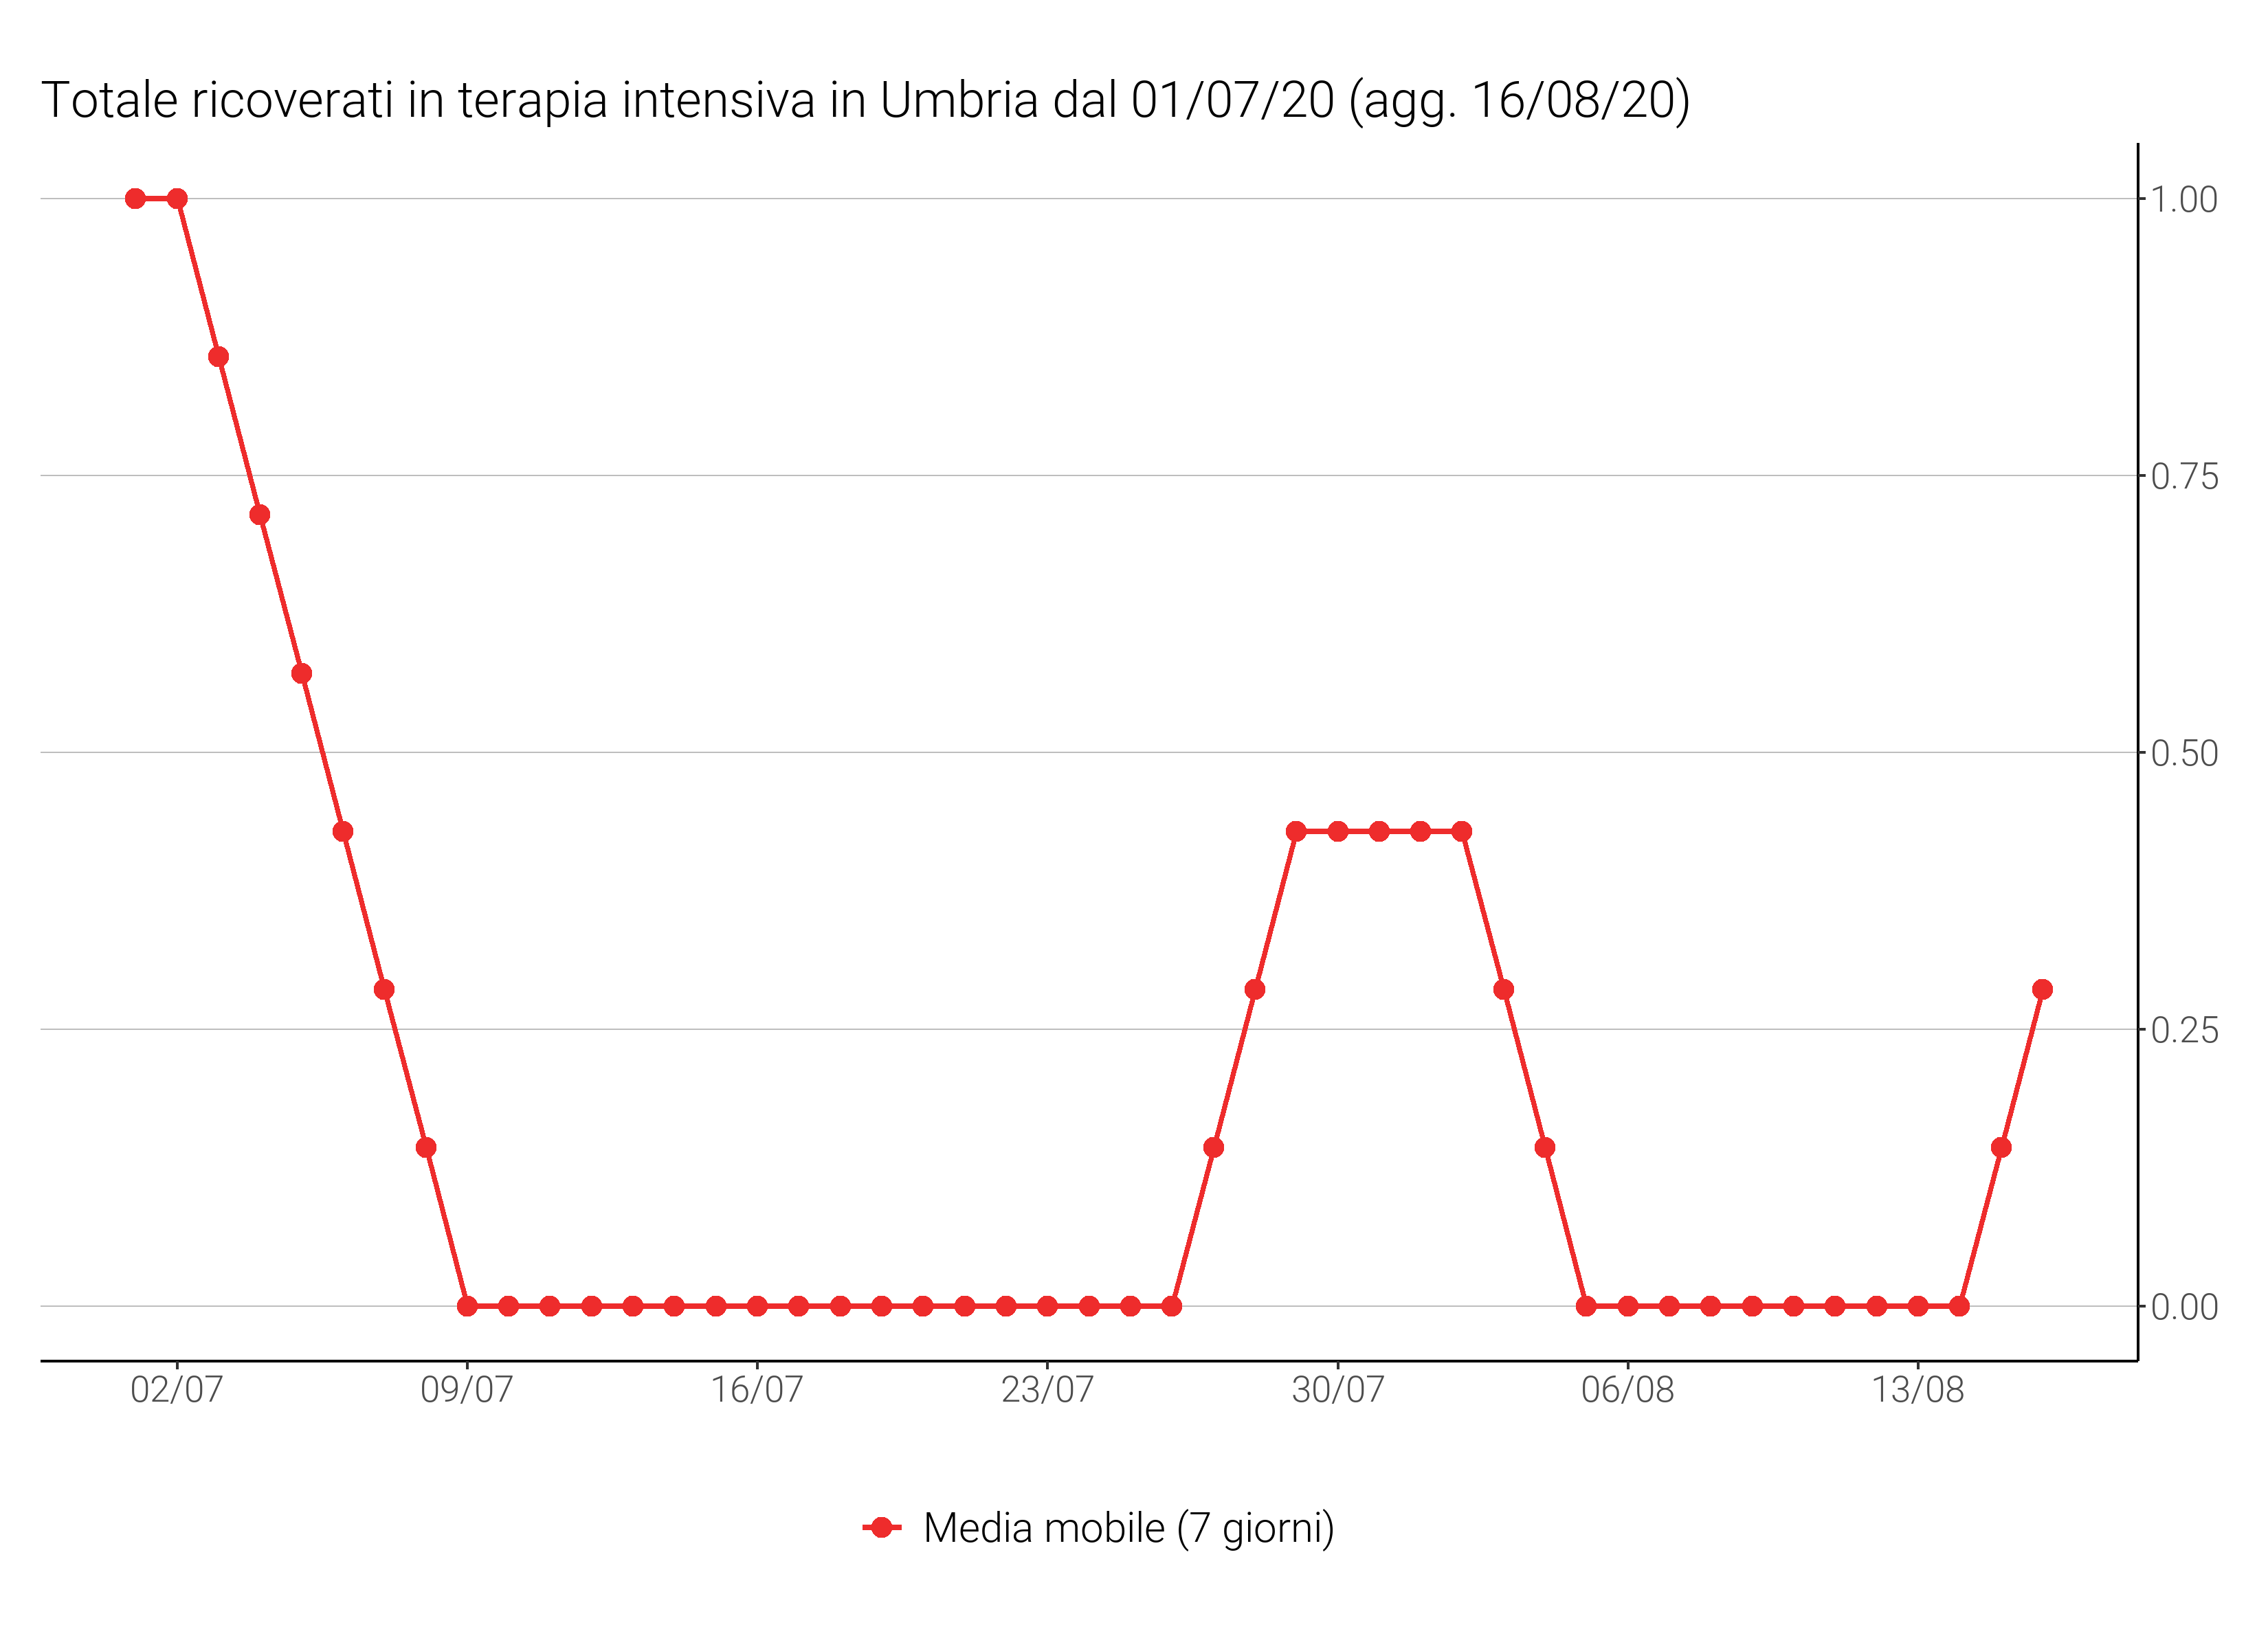 Totale ricoverati in terapia intensiva in Umbria dal 01/07/20 (agg. 16/08/20)
1.00
0.75
0.50
0.25
0.00
02/07 09/07 16/07 23/07 30/07 06/08 13/08
Media mobile (7 giorni)